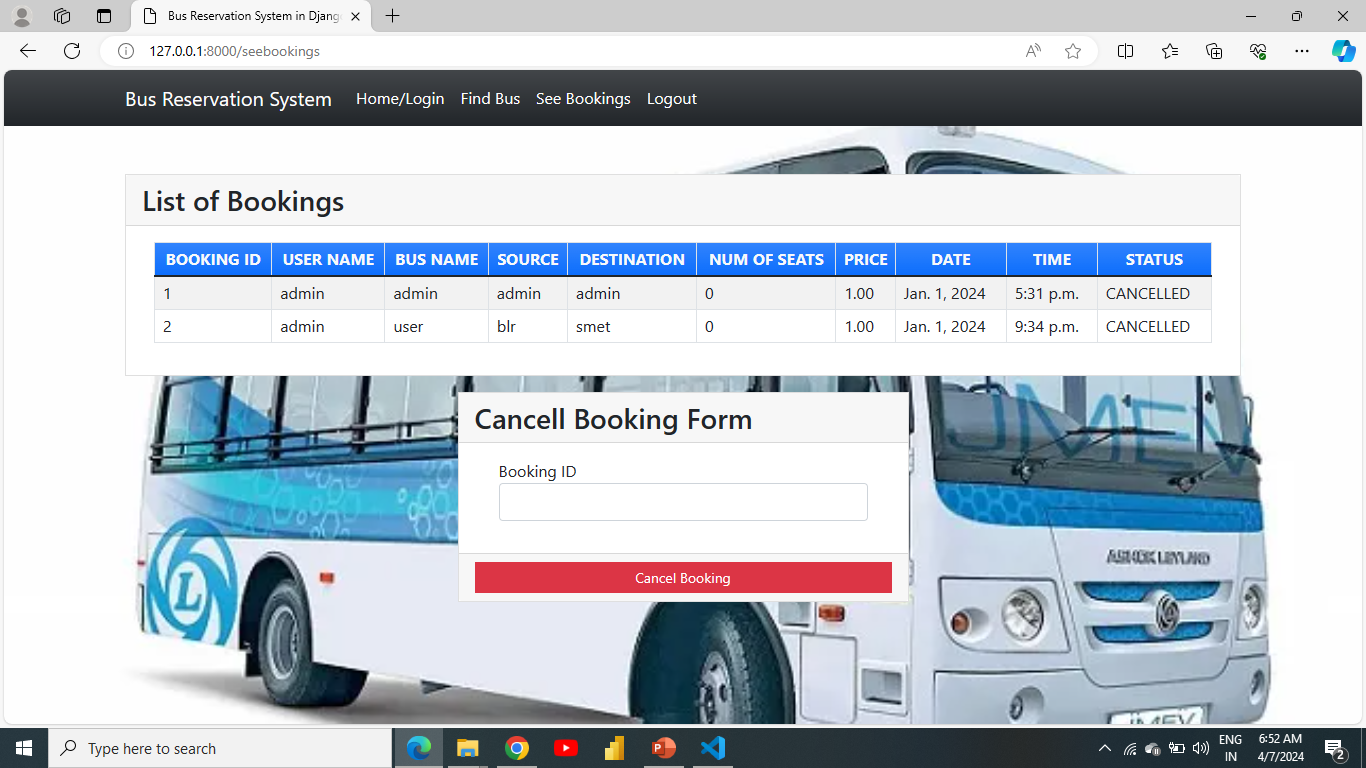 Bus Reservation System in Djang
127.0.0.1:8000/seebookings
Bus Reservation System Home/Login Find Bus See Bookings Logout
List of Bookings
BOOKING ID USER NAME BUS NAME SOURCE DESTINATION NUM OF SEATS PRICE DATE TIME STATUS
1 admin admin admin admin 0 1.00 Jan. 1, 2024 5:31 p.m. CANCELLED
2 admin user blr smet 0 1.00 Jan. 1, 2024 9:34 p.m. CANCELLED
Cancell Booking Form
JMEV
Booking ID
ASHOK LEYLAND
Cancel Booking
L
JMEV
Type here to search
ENG
IN
6:52 AM
4/7/2024
2